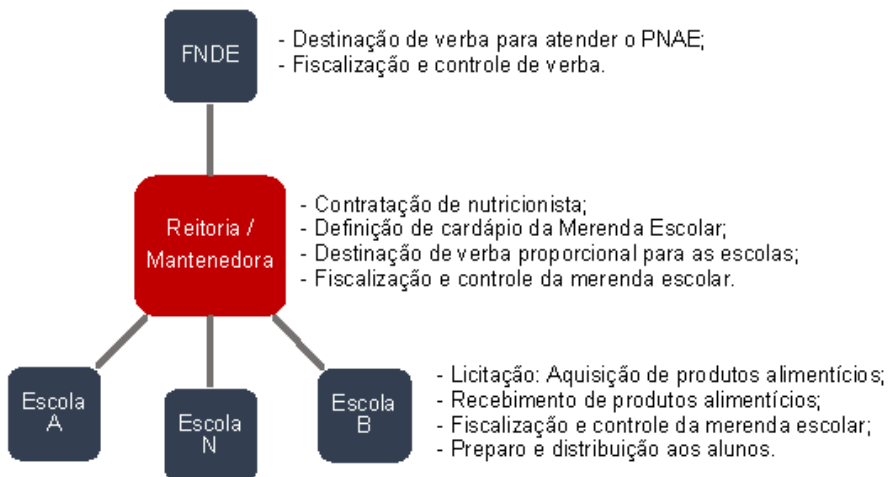 FNDE
- Destinação de verba para atender o PNAE;
- Fiscalização e controle de verba.
Reitoria /
Mantenedora
- Contratação de nutricionista;
- Definição de cardápio da Merenda Escolar;
- Destinação de verba proporcional para as escolas;
- Fiscalização e controle da merenda escolar.
Escola
A
Escola
N
Escola
B
- Licitação: Aquisição de produtos alimentícios;
- Recebimento de produtos alimentícios;
- Fiscalização e controle da merenda escolar;
- Preparo e distribuição aos alunos.